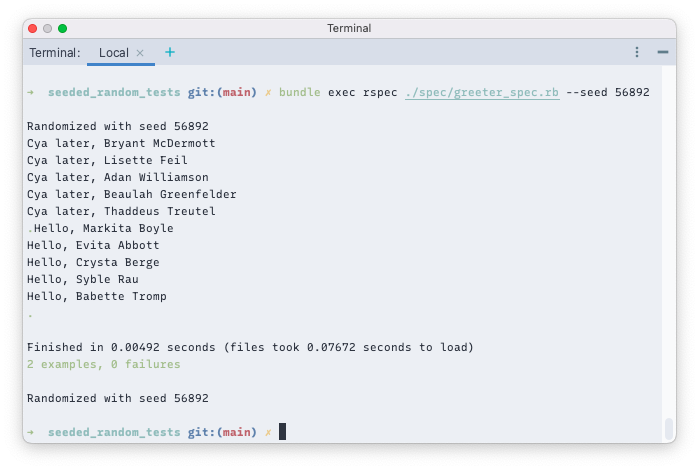 Terminal
Terminal: Local × +
→ seeded_random_tests git:(main) ✗ bundle exec rspec ./spec/greeter_spec.rb --seed 56892
Randomized with seed 56892
Cya later, Bryant McDermott
Cya later, Lisette Feil
Cya later, Adan Williamson
Cya later, Beaulah Greenfelder
Cya later, Thaddeus Treutel
.Hello, Markita Boyle
Hello, Evita Abbott
Hello, Crysta Berge
Hello, Syble Rau
Hello, Babette Tromp
.
Finished in 0.00492 seconds (files took 0.07672 seconds to load)
2 examples, 0 failures
Randomized with seed 56892
→ seeded_random_tests git:(main) ✗